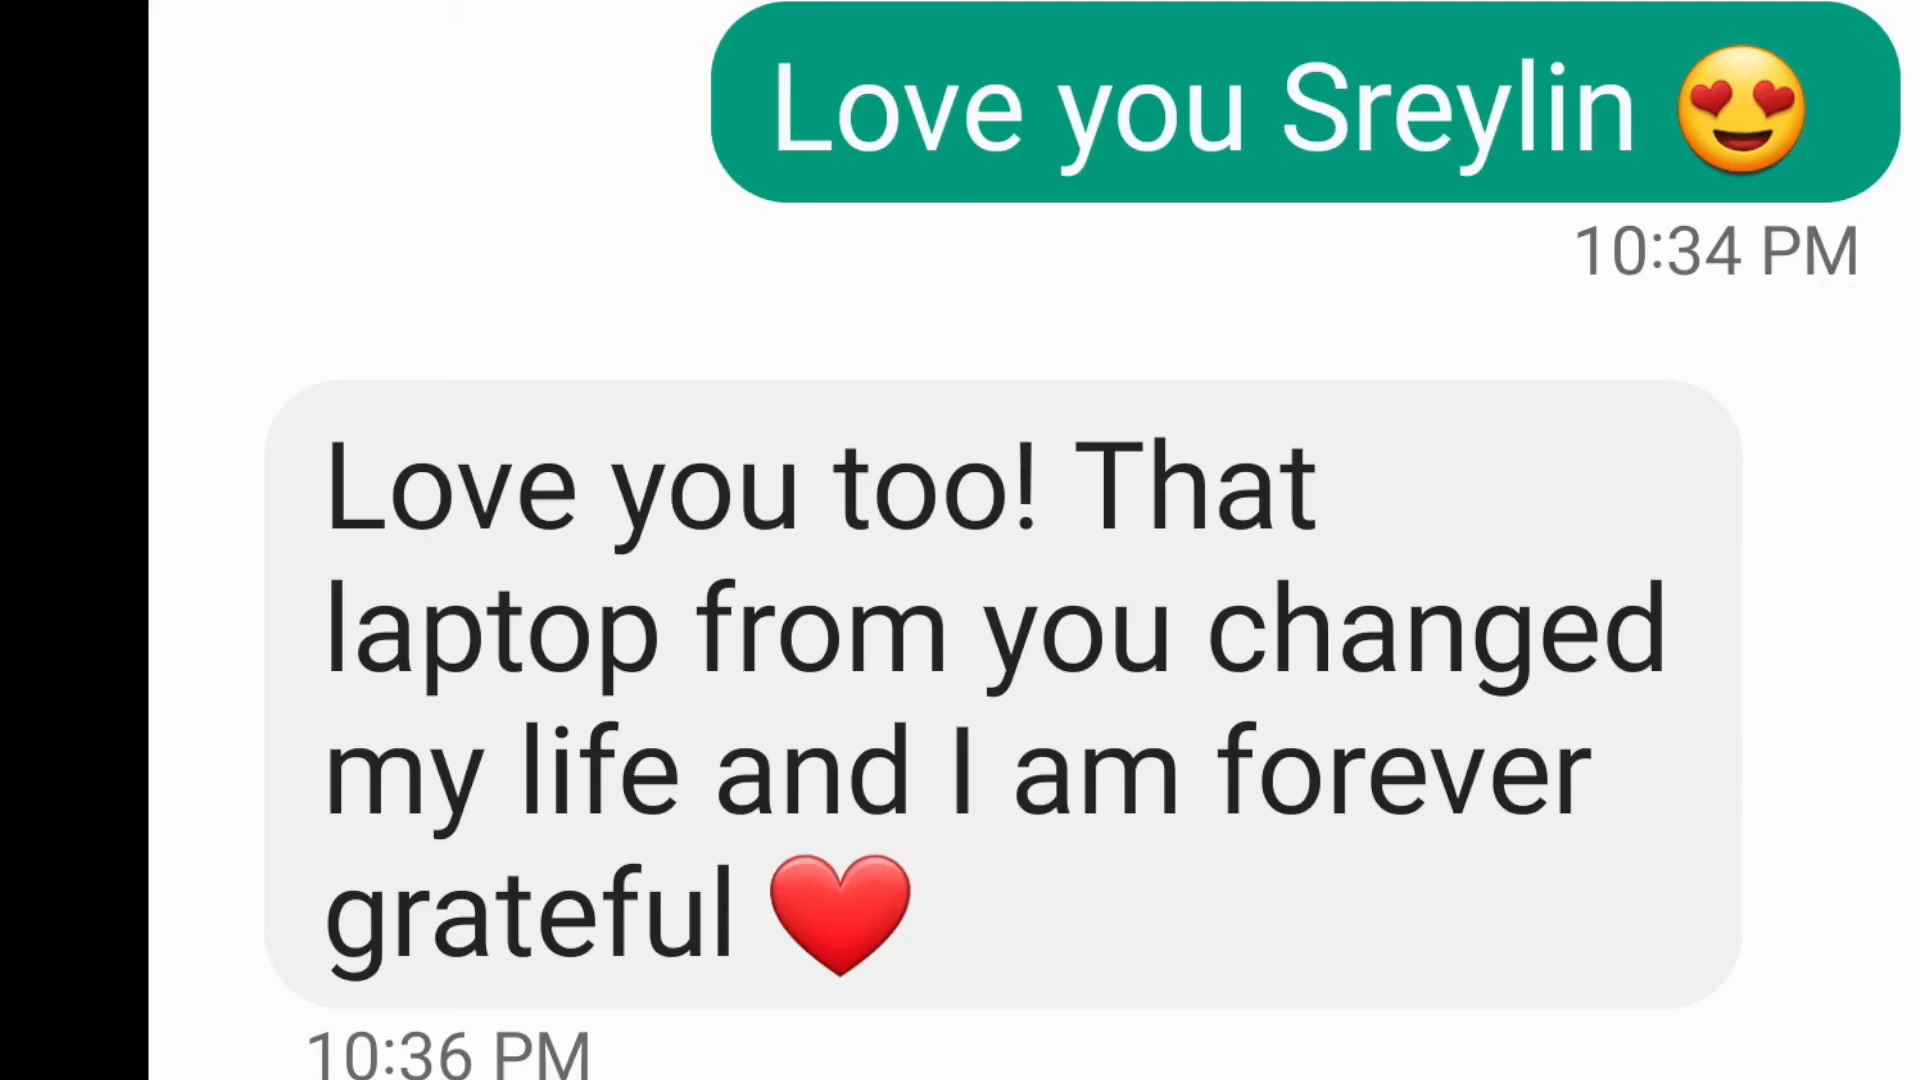 Love you Sreylin 😍
10:34 PM
Love you too! That
laptop from you changed
my life and I am forever
grateful ❤️
10:36 PM